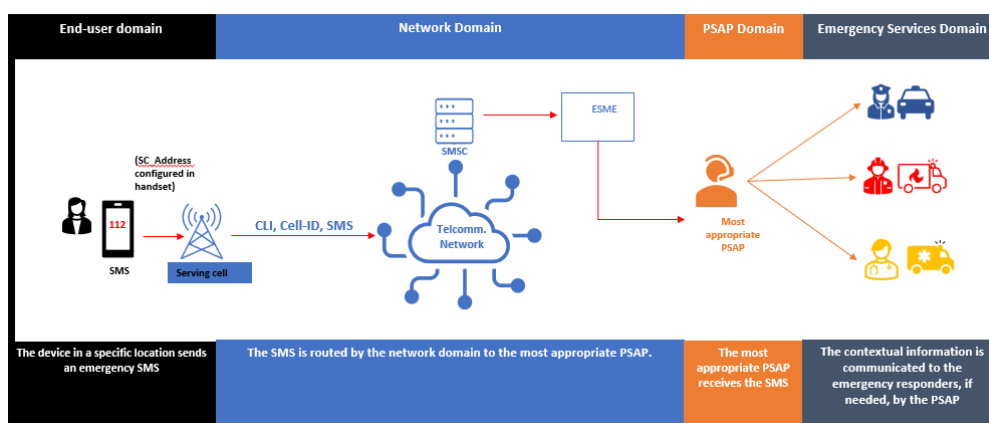 End-user domain
Network Domain
PSAP Domain
Emergency Services Domain
(SC_Address
configured in
handset)
112
SMS
Serving cell
CLI, Cell-ID, SMS
SMSC
Telcomm.
Network
ESME
Most
appropriate
PSAP
The device in a specific location sends
an emergency SMS
The SMS is routed by the network domain to the most appropriate PSAP.
The most
appropriate PSAP
receives the SMS
The contextual information is
communicated to the
emergency responders, if
needed, by the PSAP